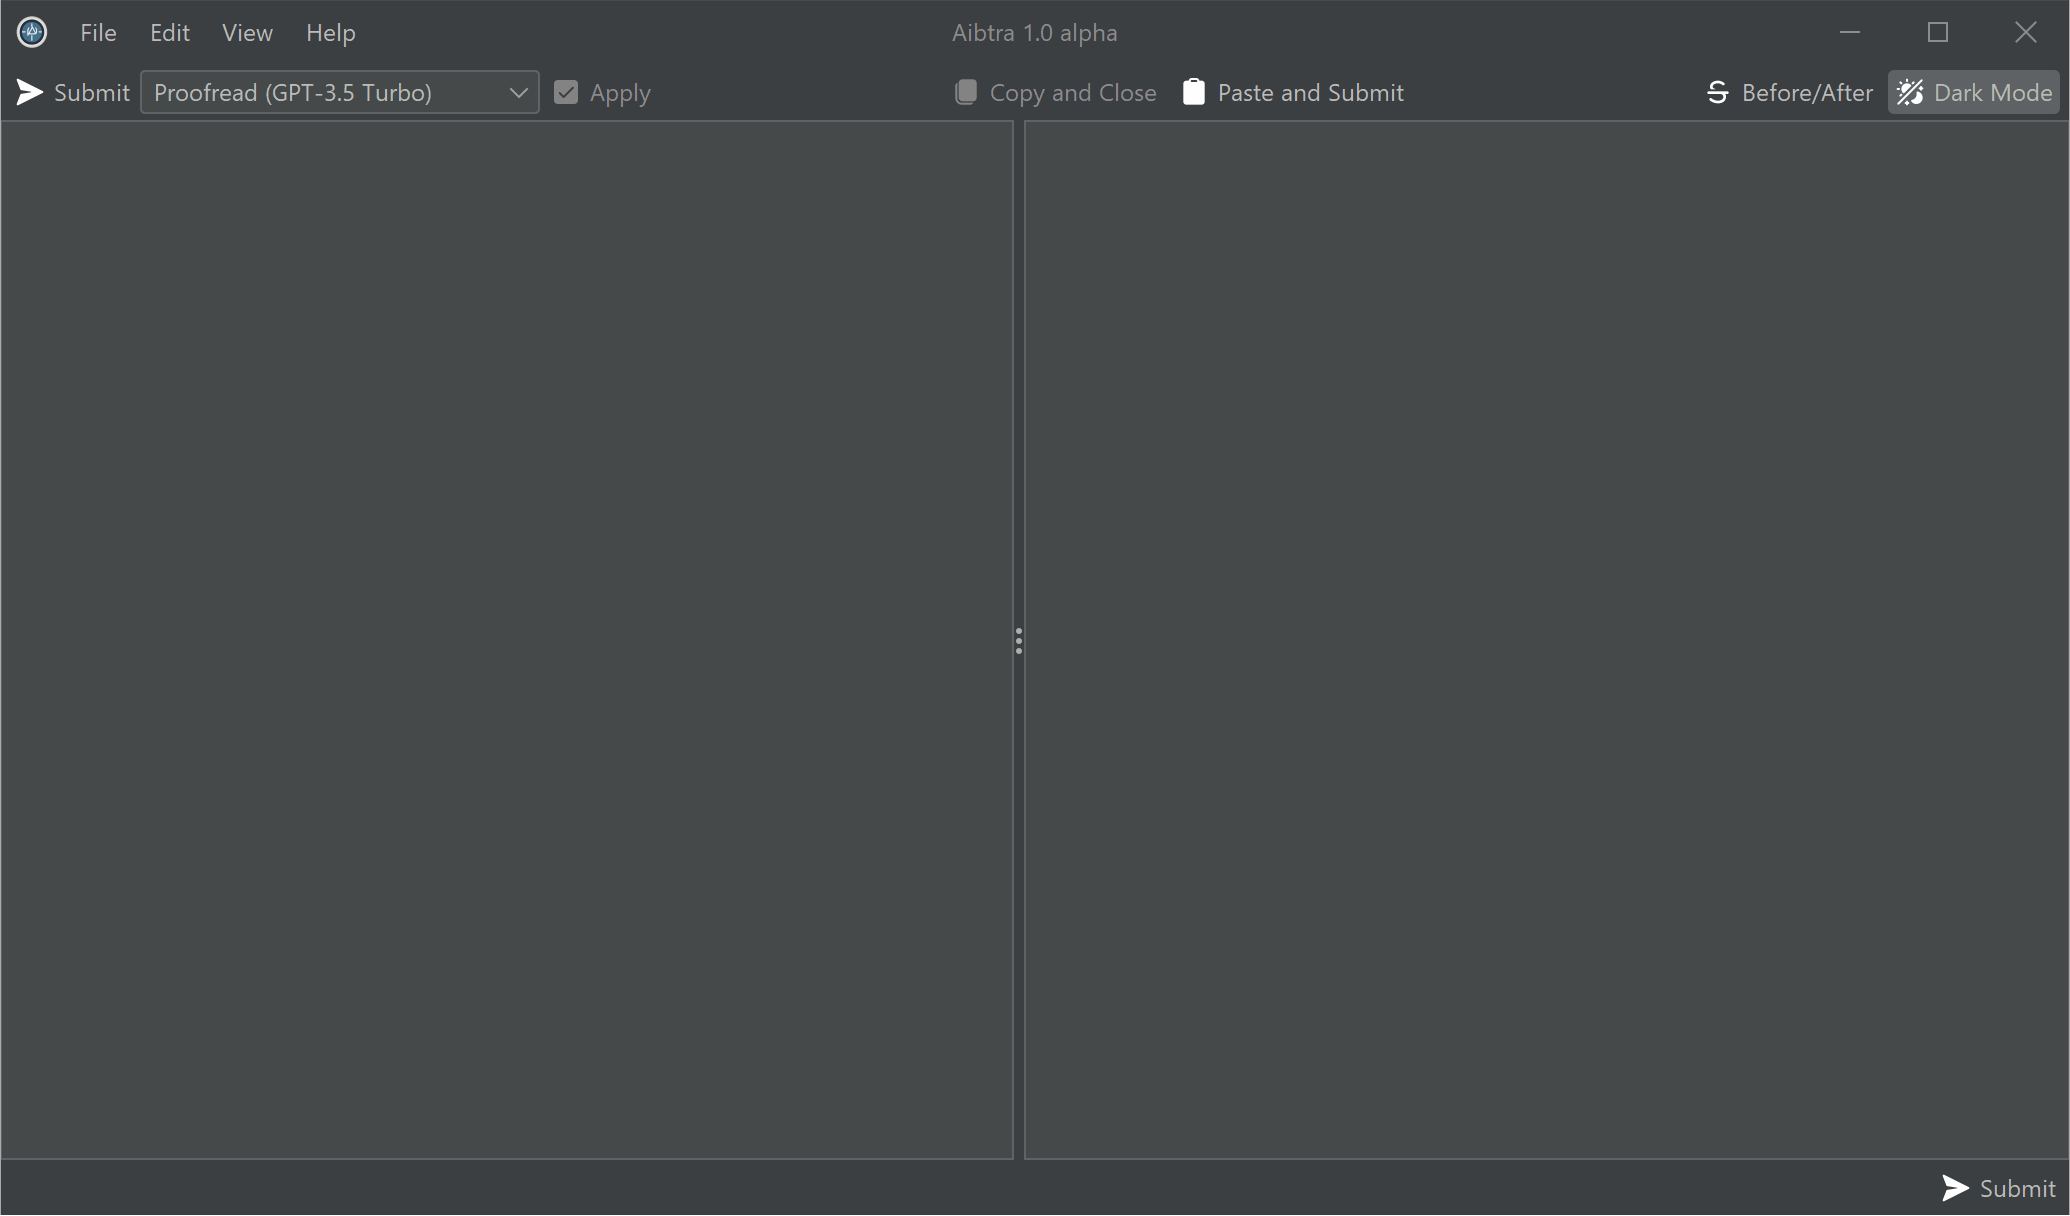 File Edit View Help Aibtra 1.0 alpha
Submit Proofread (GPT-3.5 Turbo) Apply Copy and Close Paste and Submit Before/After Dark Mode
Submit